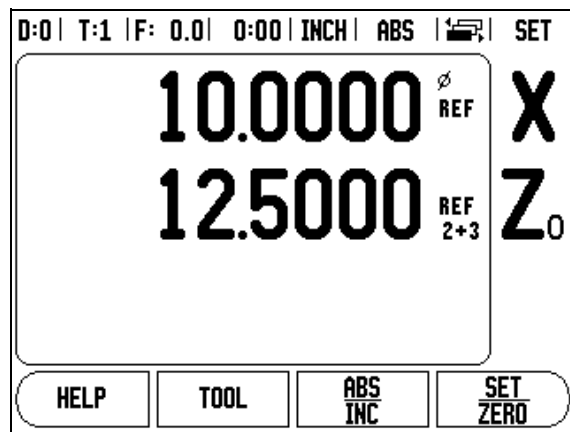 D:0 | T:1 | F: 0.0 | 0:00 | INCH | ABS | SET
10.0000 Ø REF X
12.5000 REF 2+3 Z₀
HELP TOOL ABS INC SET ZERO